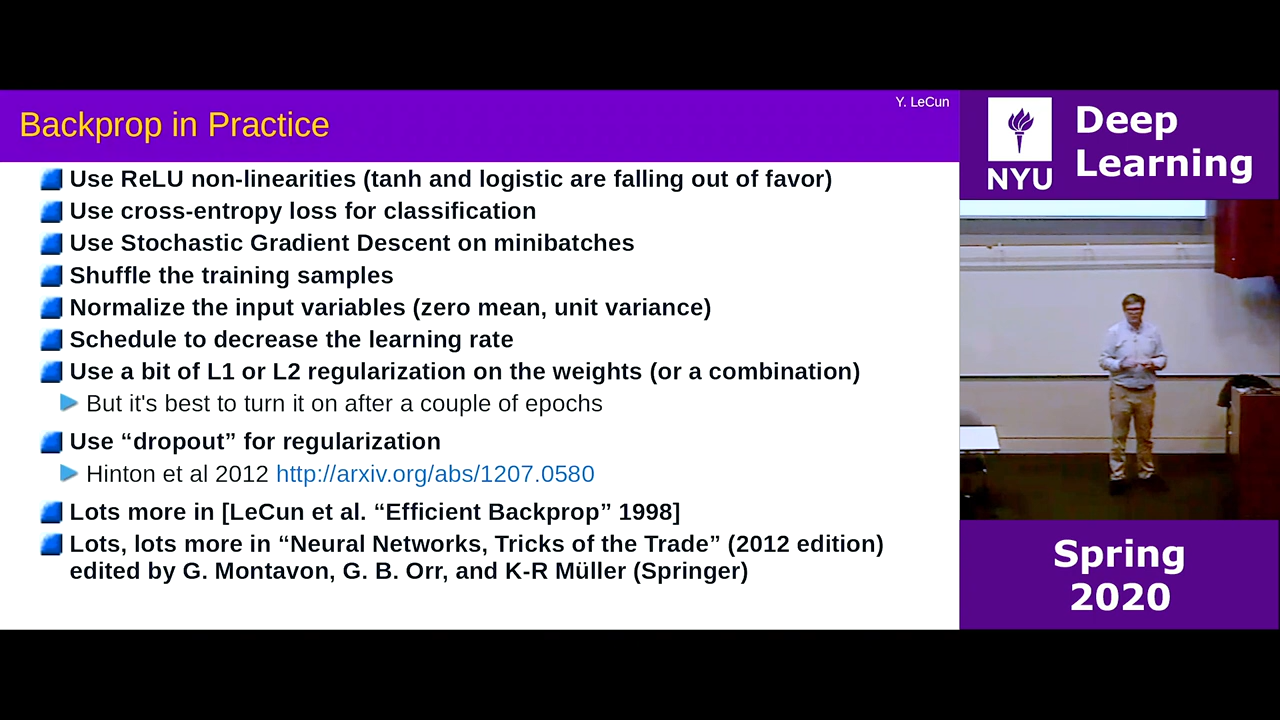 Y. LeCun
Backprop in Practice
Use ReLU non-linearities (tanh and logistic are falling out of favor)
Use cross-entropy loss for classification
Use Stochastic Gradient Descent on minibatches
Shuffle the training samples
Normalize the input variables (zero mean, unit variance)
Schedule to decrease the learning rate
Use a bit of L1 or L2 regularization on the weights (or a combination)
But it's best to turn it on after a couple of epochs
Use “dropout” for regularization
Hinton et al 2012 http://arxiv.org/abs/1207.0580
Lots more in [LeCun et al. “Efficient Backprop” 1998]
Lots, lots more in “Neural Networks, Tricks of the Trade” (2012 edition)
edited by G. Montavon, G. B. Orr, and K-R Müller (Springer)
NYU
Deep
Learning
Spring
2020